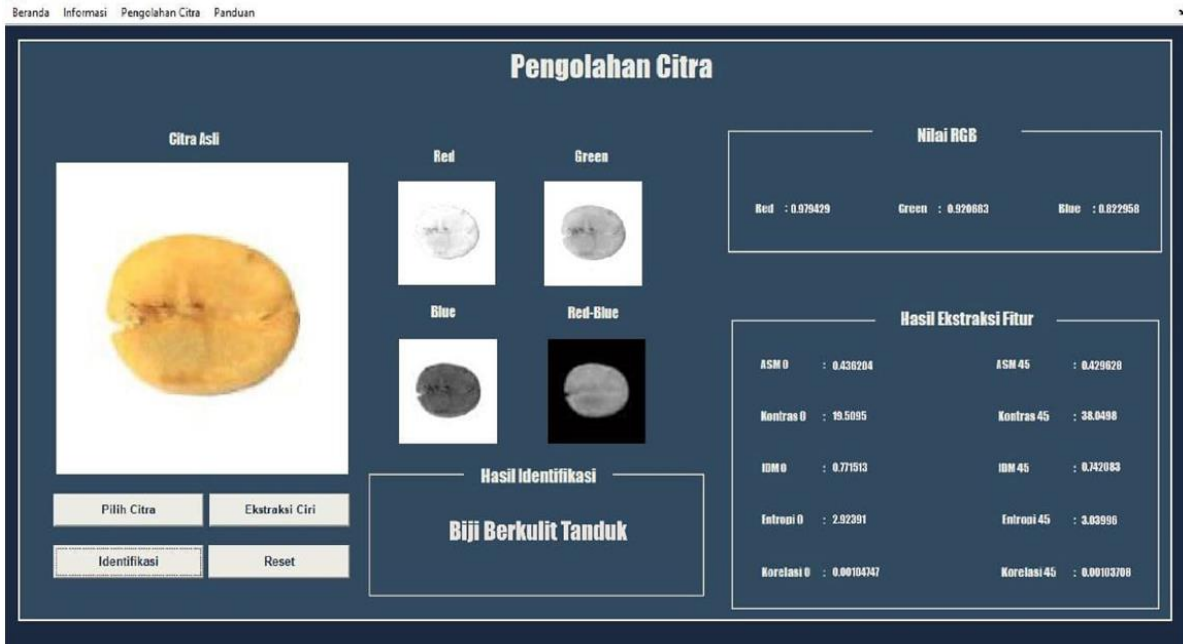 Beranda Informasi Pengolahan Citra Panduan
Pengolahan Citra
Citra Asli
Red Green
Blue Red-Blue
Pilih Citra Ekstraksi Ciri
Identifikasi Reset
Hasil Identifikasi
Biji Berkulit Tanduk
Nilai RGB
Red : 0.979429 Green : 0.920663 Blue : 0.822958
Hasil Ekstraksi Fitur
ASM 0 : 0.436204 ASM 45 : 0.429628
Kontras 0 : 19.5095 Kontras 45 : 38.0498
IDM 0 : 0.771513 IDM 45 : 0.742083
Entropi 0 : 2.92391 Entropi 45 : 3.03996
Korelasi 0 : 0.00104747 Korelasi 45 : 0.00103708